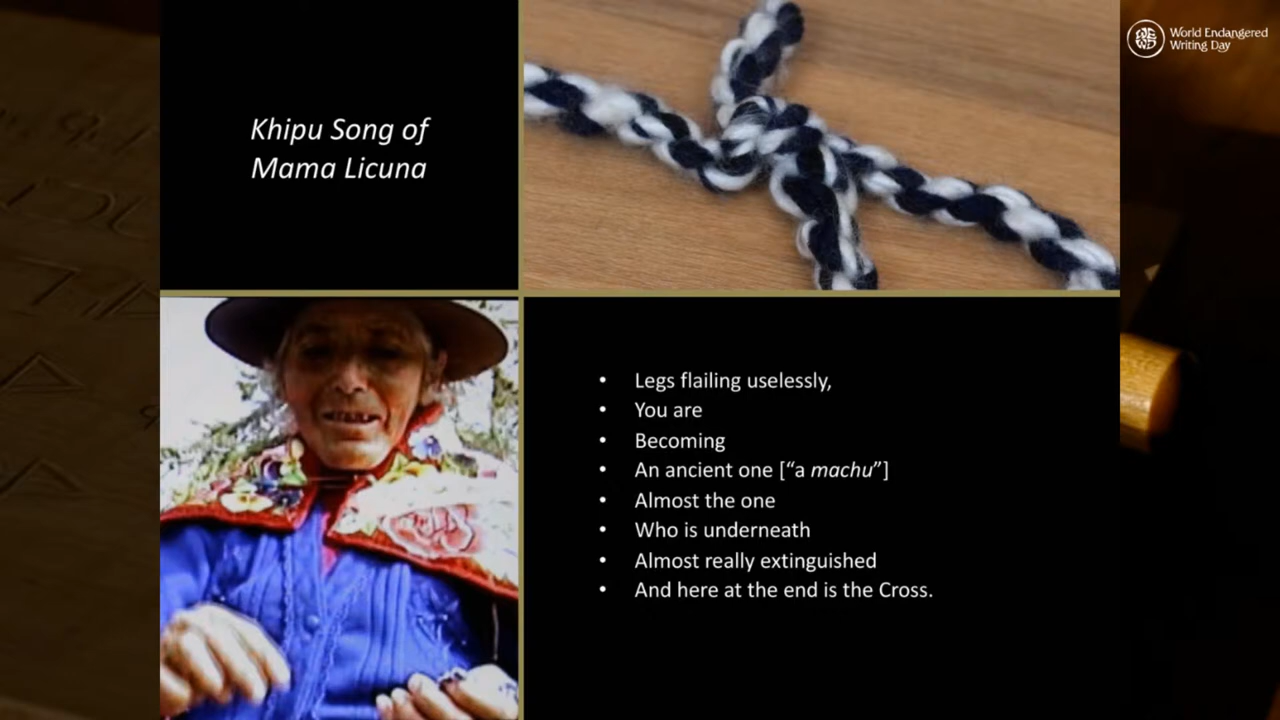 World Endangered
Writing Day
Khipu Song of
Mama Licuna
• Legs flailing uselessly,
• You are
• Becoming
• An ancient one [“a machu”]
• Almost the one
• Who is underneath
• Almost really extinguished
• And here at the end is the Cross.